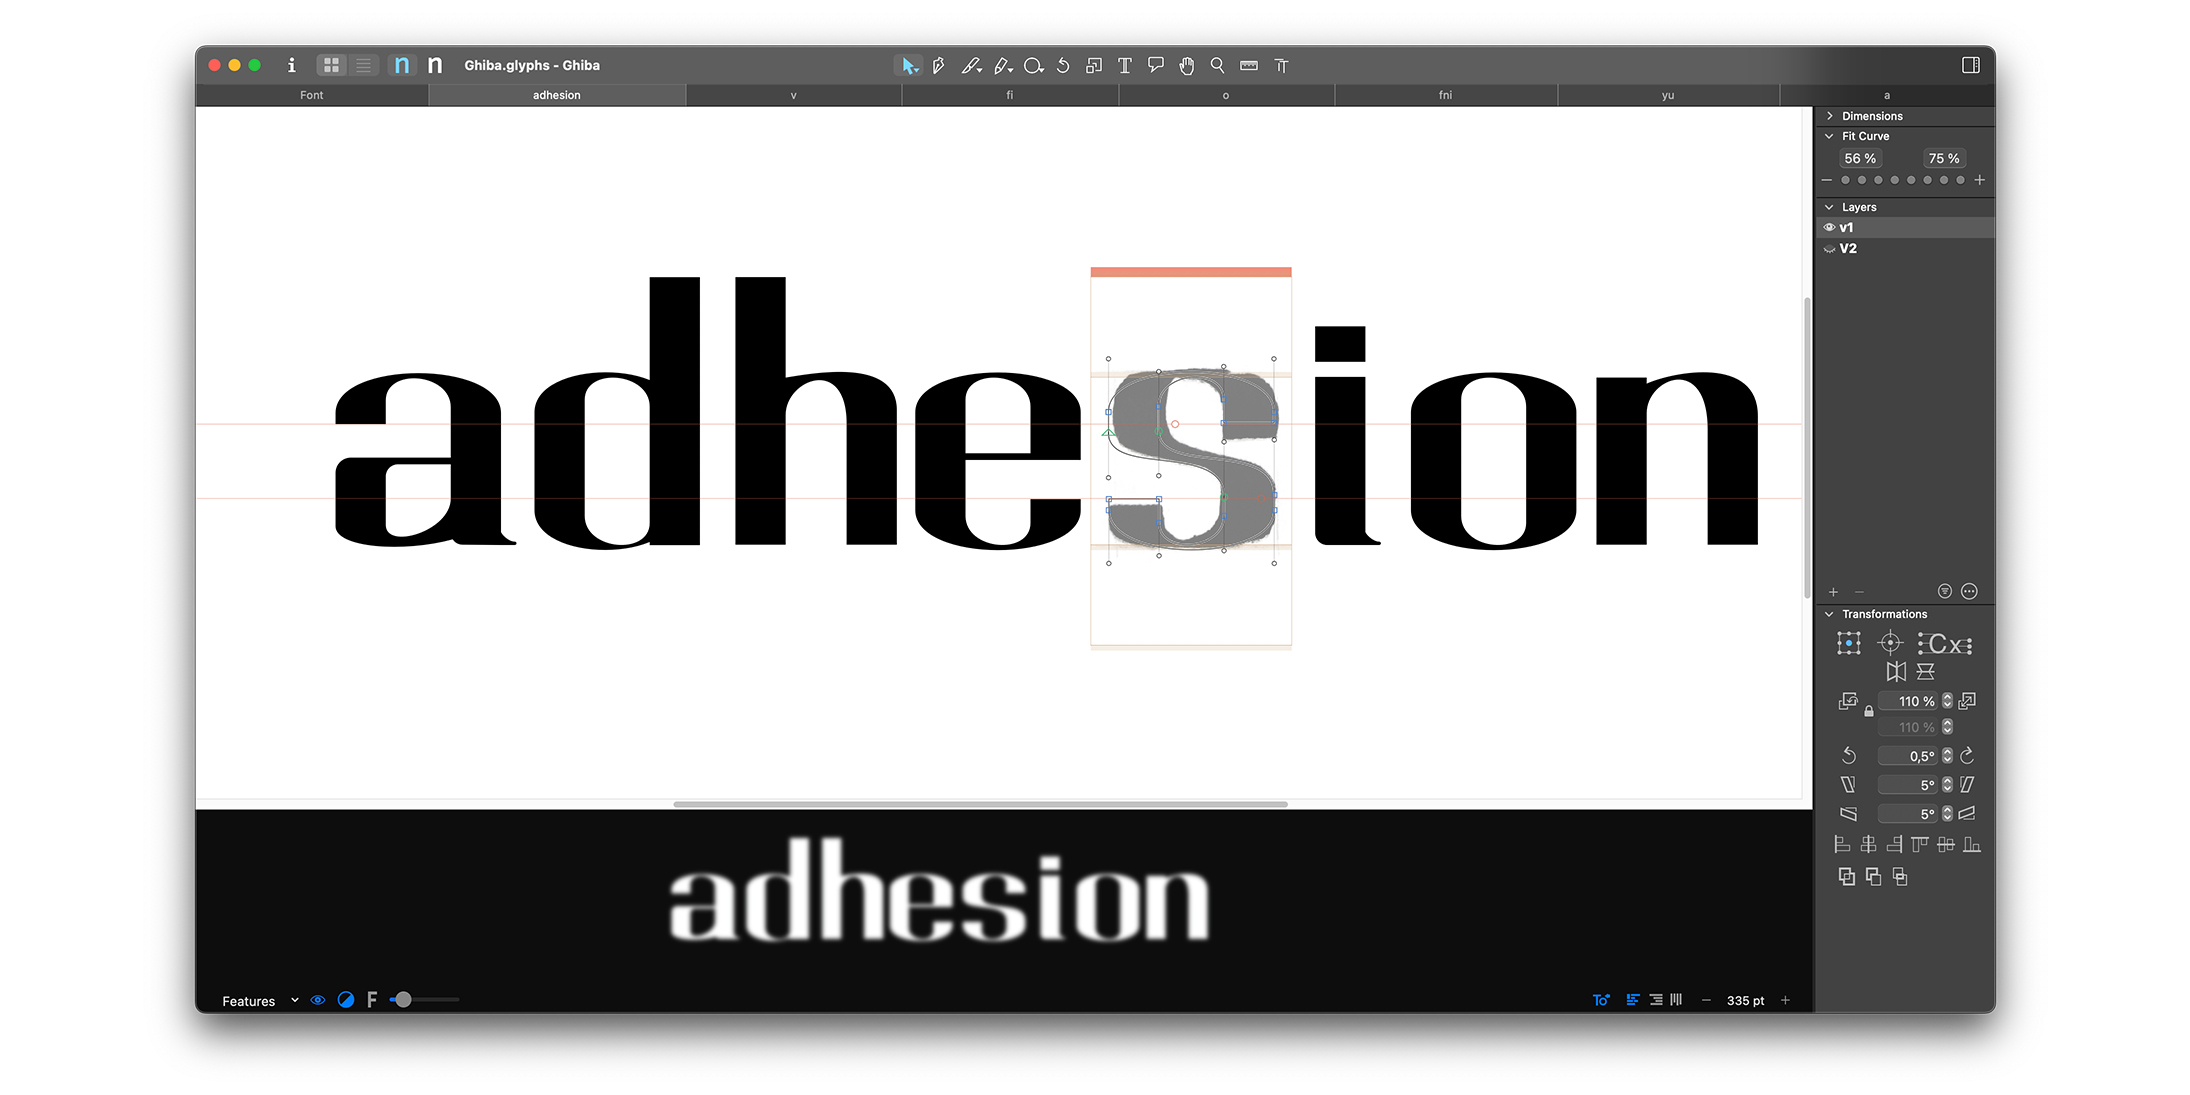 Ghiba.glyphs - Ghiba
Font adhesion v fi o fni yu a
Dimensions
Fit Curve
56 % 75 %
Layers
v1
V2
adhesion
Transformations
Cx
110 %
110 %
0,5°
5°
5°
adhesion
Features F 335 pt